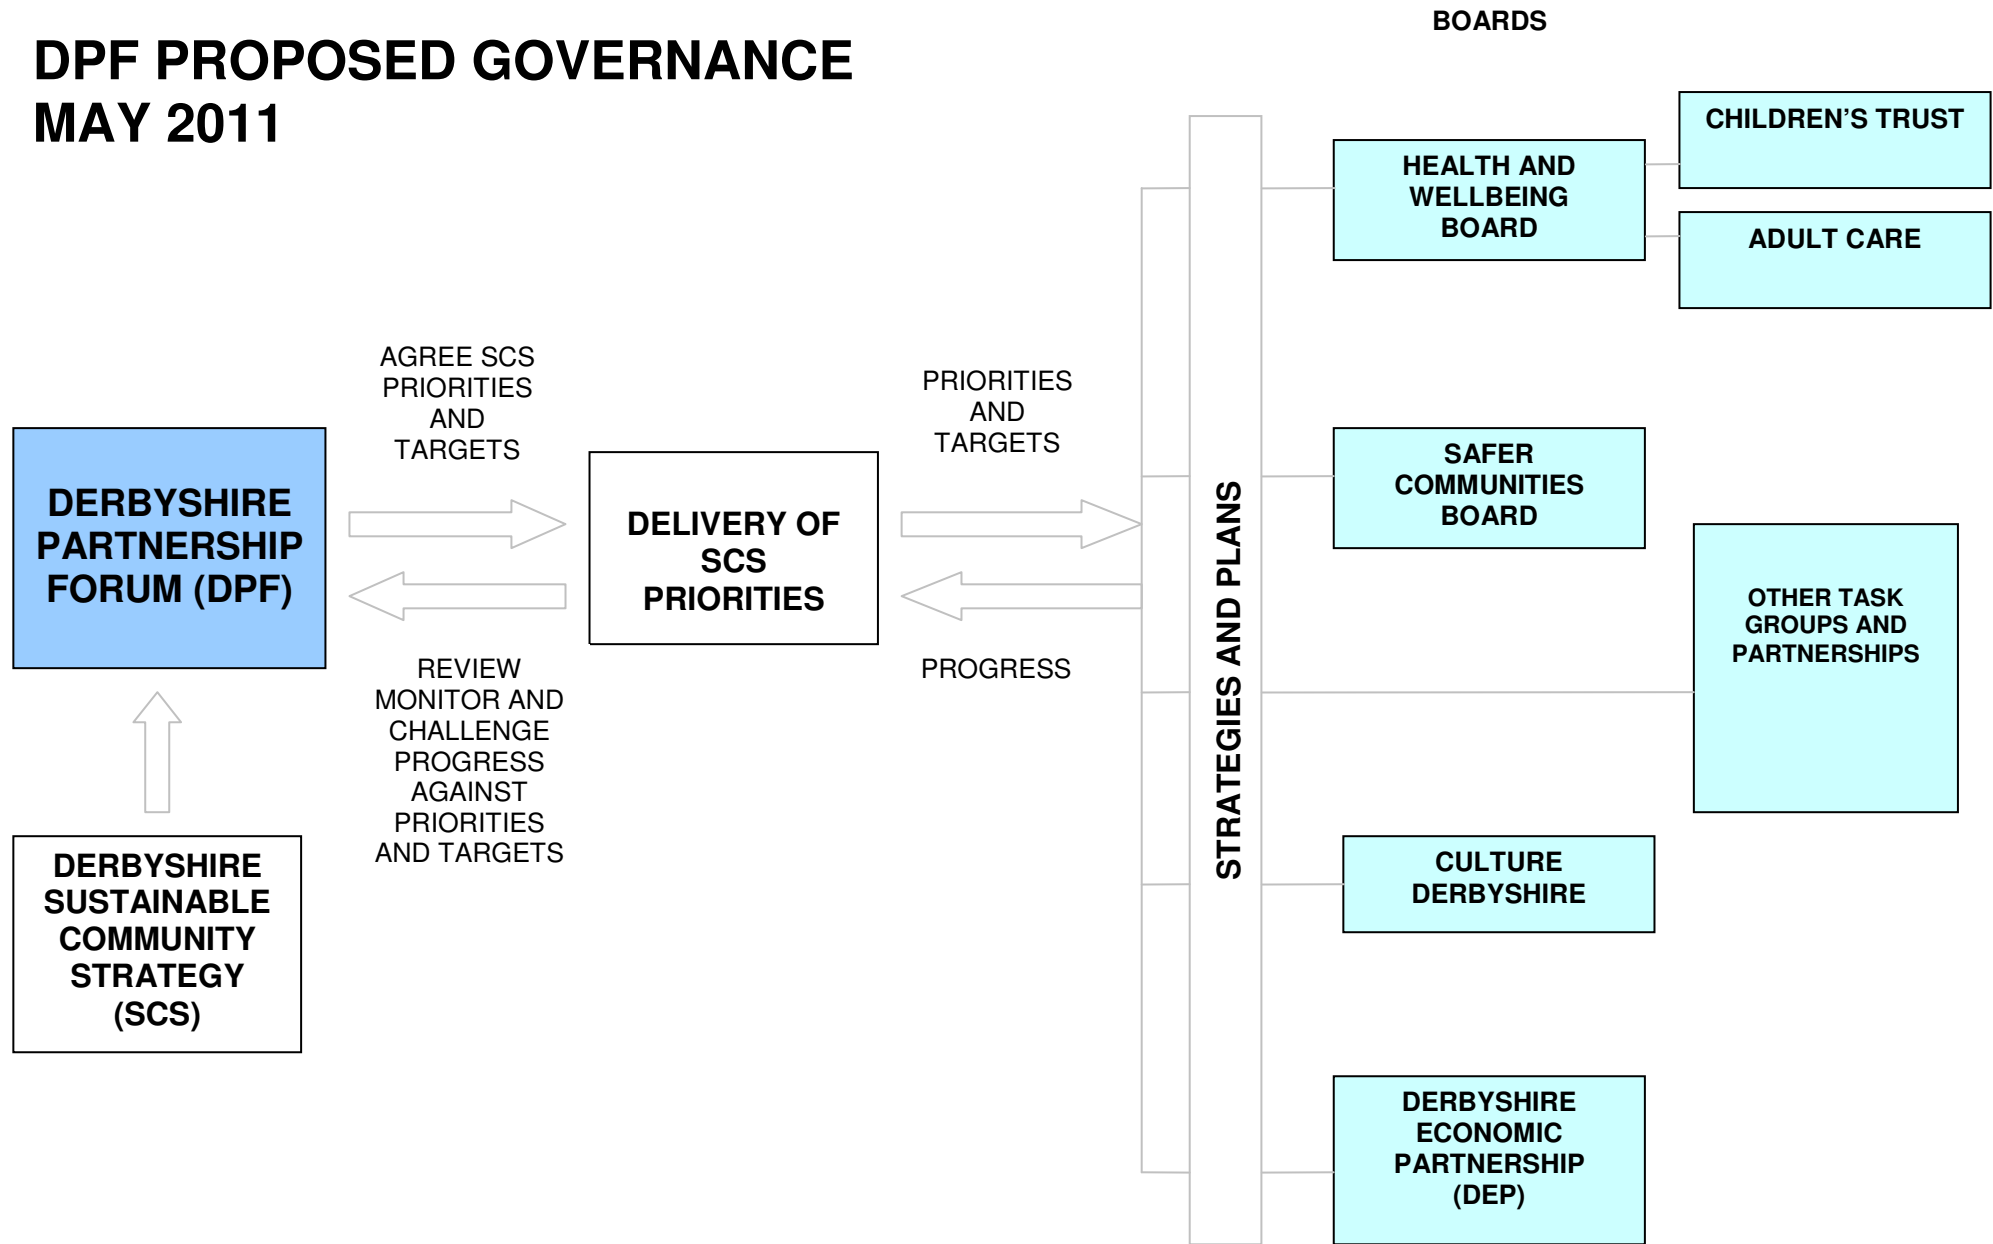 BOARDS
DPF PROPOSED GOVERNANCE
MAY 2011
CHILDREN'S TRUST
HEALTH AND
WELLBEING
BOARD
ADULT CARE
AGREE SCS
PRIORITIES
AND
TARGETS
PRIORITIES
AND
TARGETS
DERBYSHIRE
PARTNERSHIP
FORUM (DPF)
DELIVERY OF
SCS
PRIORITIES
STRATEGIES AND PLANS
SAFER
COMMUNITIES
BOARD
OTHER TASK
GROUPS AND
PARTNERSHIPS
REVIEW
MONITOR AND
CHALLENGE
PROGRESS
AGAINST
PRIORITIES
AND TARGETS
PROGRESS
DERBYSHIRE
SUSTAINABLE
COMMUNITY
STRATEGY
(SCS)
CULTURE
DERBYSHIRE
DERBYSHIRE
ECONOMIC
PARTNERSHIP
(DEP)